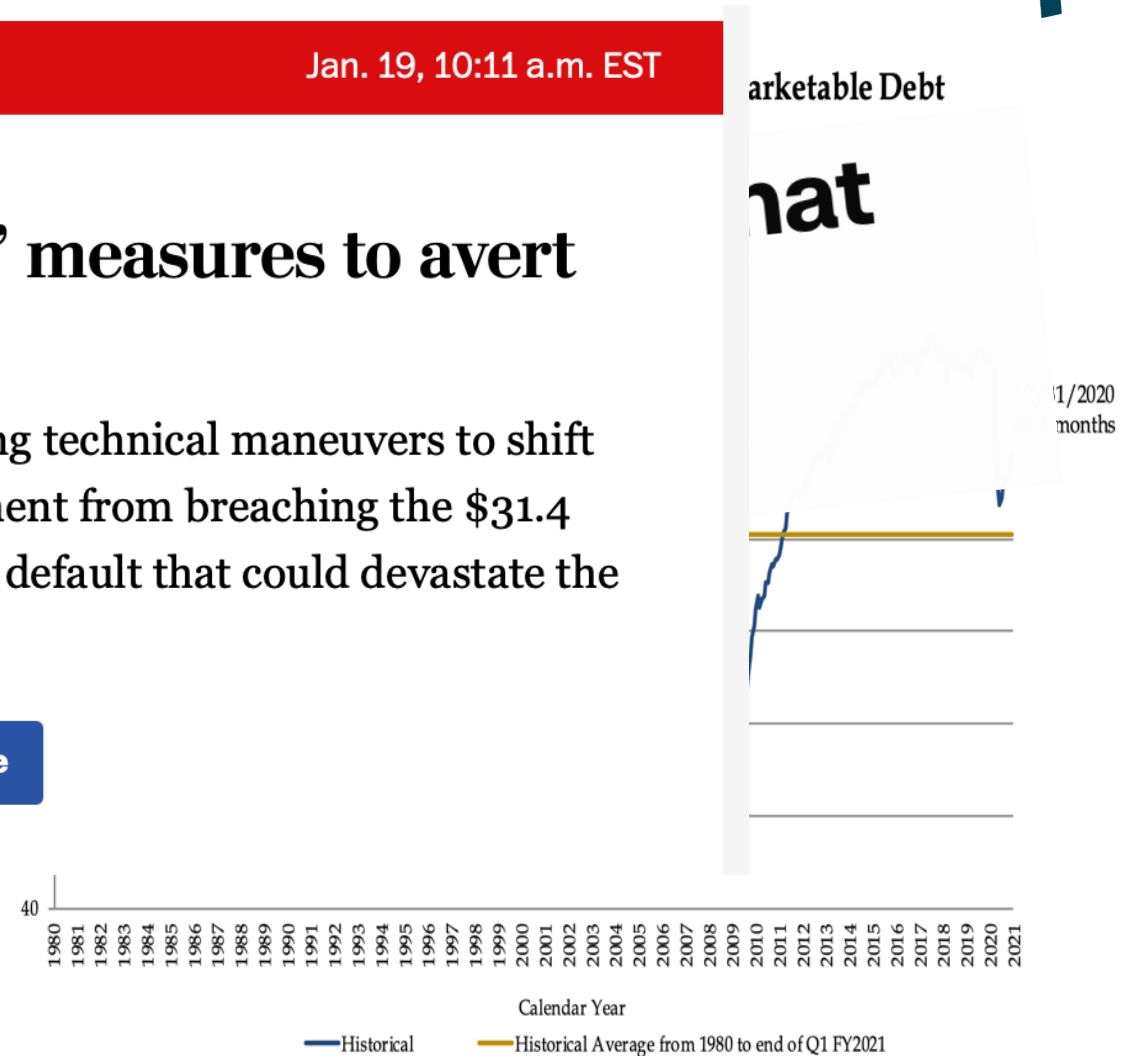 Jan. 19, 10:11 a.m. EST
arketable Debt
hat
’ measures to avert
1/2020
months
ng technical maneuvers to shift
ent from breaching the $31.4
default that could devastate the
e
40
1980 1981 1982 1983 1984 1985 1986 1987 1988 1989 1990 1991 1992 1993 1994 1995 1996 1997 1998 1999 2000 2001 2002 2003 2004 2005 2006 2007 2008 2009 2010 2011 2012 2013 2014 2015 2016 2017 2018 2019 2020 2021
Calendar Year
Historical Historical Average from 1980 to end of Q1 FY2021